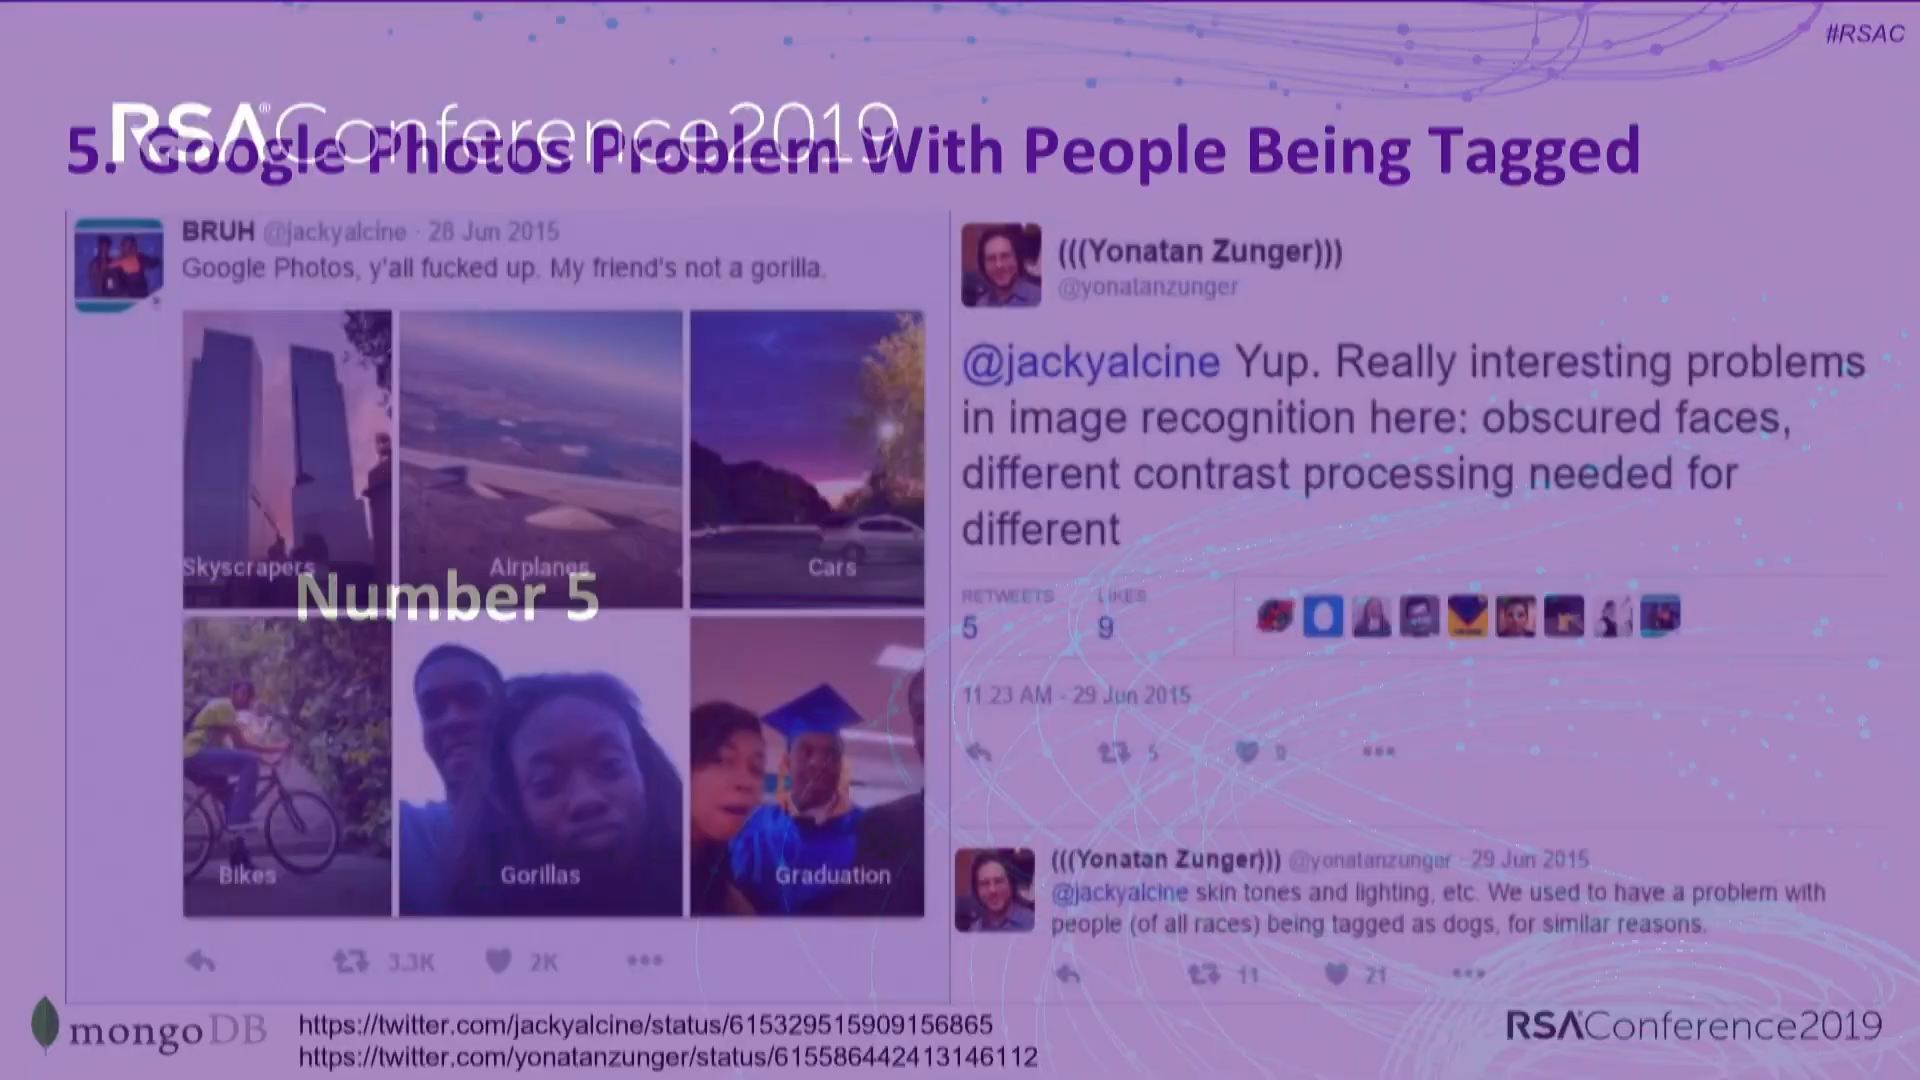 #RSAC
RSA®Conference2019
5. Google Photos Problem With People Being Tagged
BRUH @jackyalcine · 28 Jun 2015
Google Photos, y'all fucked up. My friend's not a gorilla.
Skyscrapers
Airplanes
Cars
Number 5
Bikes
Gorillas
Graduation
3.3K 2K
(((Yonatan Zunger)))
@yonatanzunger
@jackyalcine Yup. Really interesting problems
in image recognition here: obscured faces,
different contrast processing needed for
different
RETWEETS LIKES
5 9
11:23 AM - 29 Jun 2015
5 9
(((Yonatan Zunger))) @yonatanzunger · 29 Jun 2015
@jackyalcine skin tones and lighting, etc. We used to have a problem with
people (of all races) being tagged as dogs, for similar reasons.
11 21
mongoDB
https://twitter.com/jackyalcine/status/615329515909156865
https://twitter.com/yonatanzunger/status/615586442413146112
RSAConference2019